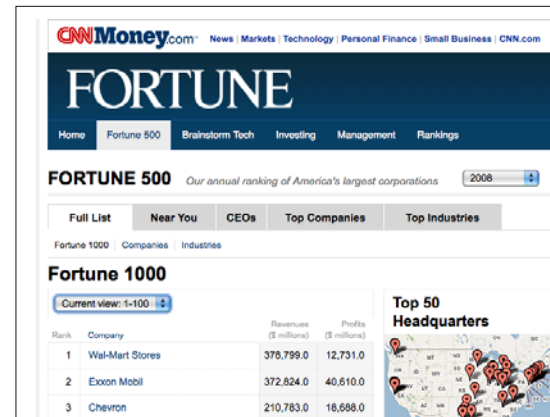 CNNMoney.com News | Markets | Technology | Personal Finance | Small Business | CNN.com
FORTUNE
Home Fortune 500 Brainstorm Tech Investing Management Rankings
FORTUNE 500 Our annual ranking of America's largest corporations 2008
Full List Near You CEOs Top Companies Top Industries
Fortune 1000 | Companies | Industries
Fortune 1000
Current view: 1-100
Top 50
Headquarters
Rank Company Revenues ($ millions) Profits ($ millions)
1 Wal-Mart Stores 378,799.0 12,731.0
2 Exxon Mobil 372,824.0 40,610.0
3 Chevron 210,783.0 18,688.0